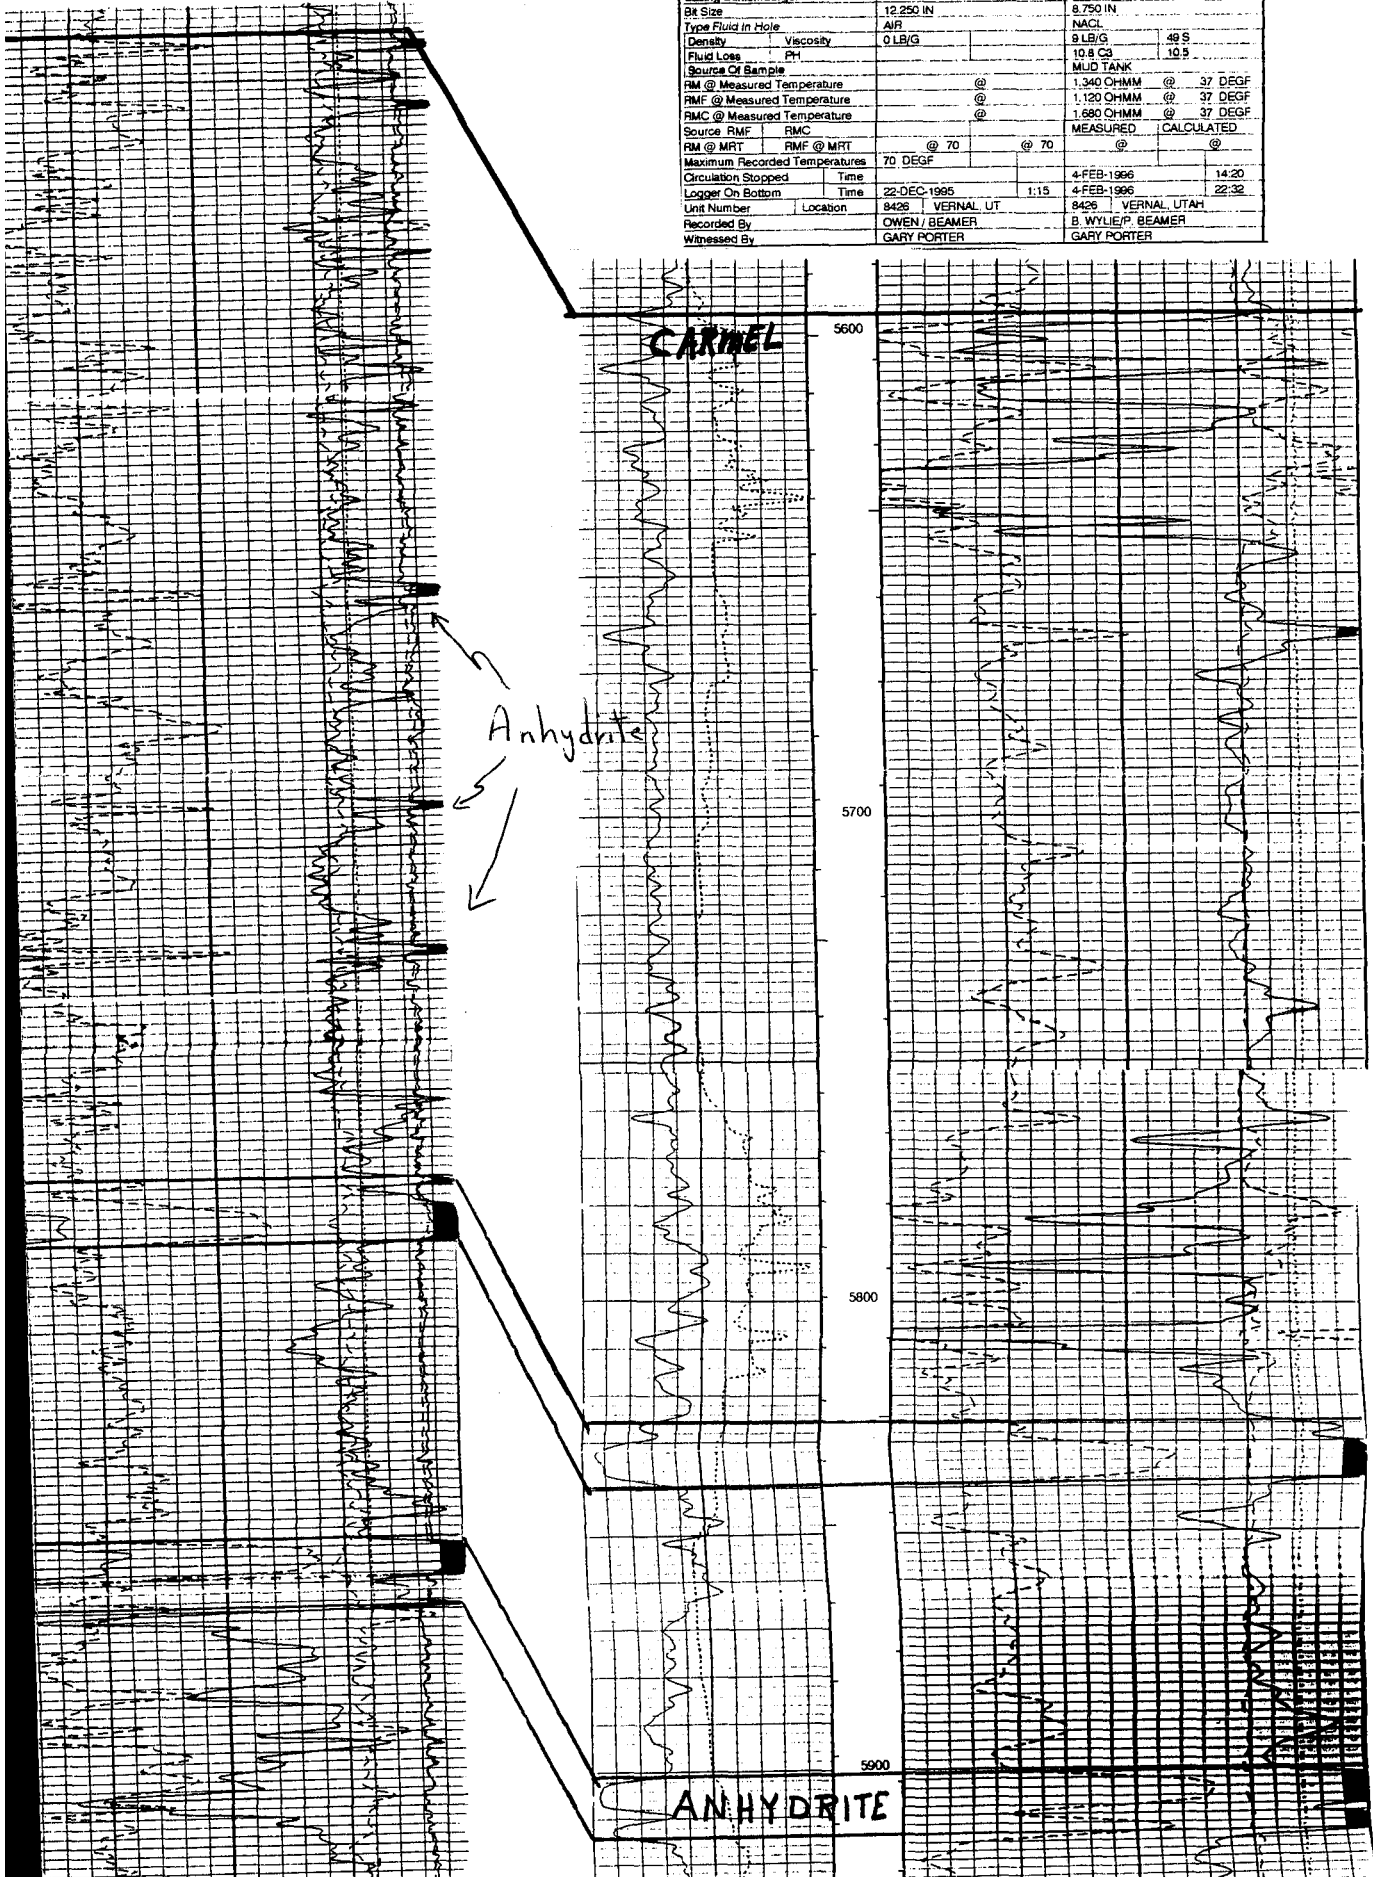 Bit Size 12.250 IN 8.750 IN
Type Fluid In Hole AIR NACL
Density Viscosity 0 LB/G 9 LB/G 49 S
Fluid Loss PH 10.8 C3 10.5
Source Of Sample MUD TANK
RM @ Measured Temperature @ 1.340 OHMM @ 37 DEGF
RMF @ Measured Temperature @ 1.120 OHMM @ 37 DEGF
RMC @ Measured Temperature @ 1.680 OHMM @ 37 DEGF
Source RMF RMC MEASURED CALCULATED
RM @ MRT RMF @ MRT @ 70 @ 70 @ @
Maximum Recorded Temperatures 70 DEGF
Circulation Stopped Time 4-FEB-1996 14:20
Logger On Bottom Time 22-DEC-1995 1:15 4-FEB-1996 22:32
Unit Number Location 8426 VERNAL, UT 8426 VERNAL, UTAH
Recorded By OWEN / BEAMER B. WYLIE/P. BEAMER
Witnessed By GARY PORTER GARY PORTER
CARMEL
5600
Anhydrite
5700
5800
5900
ANHYDRITE